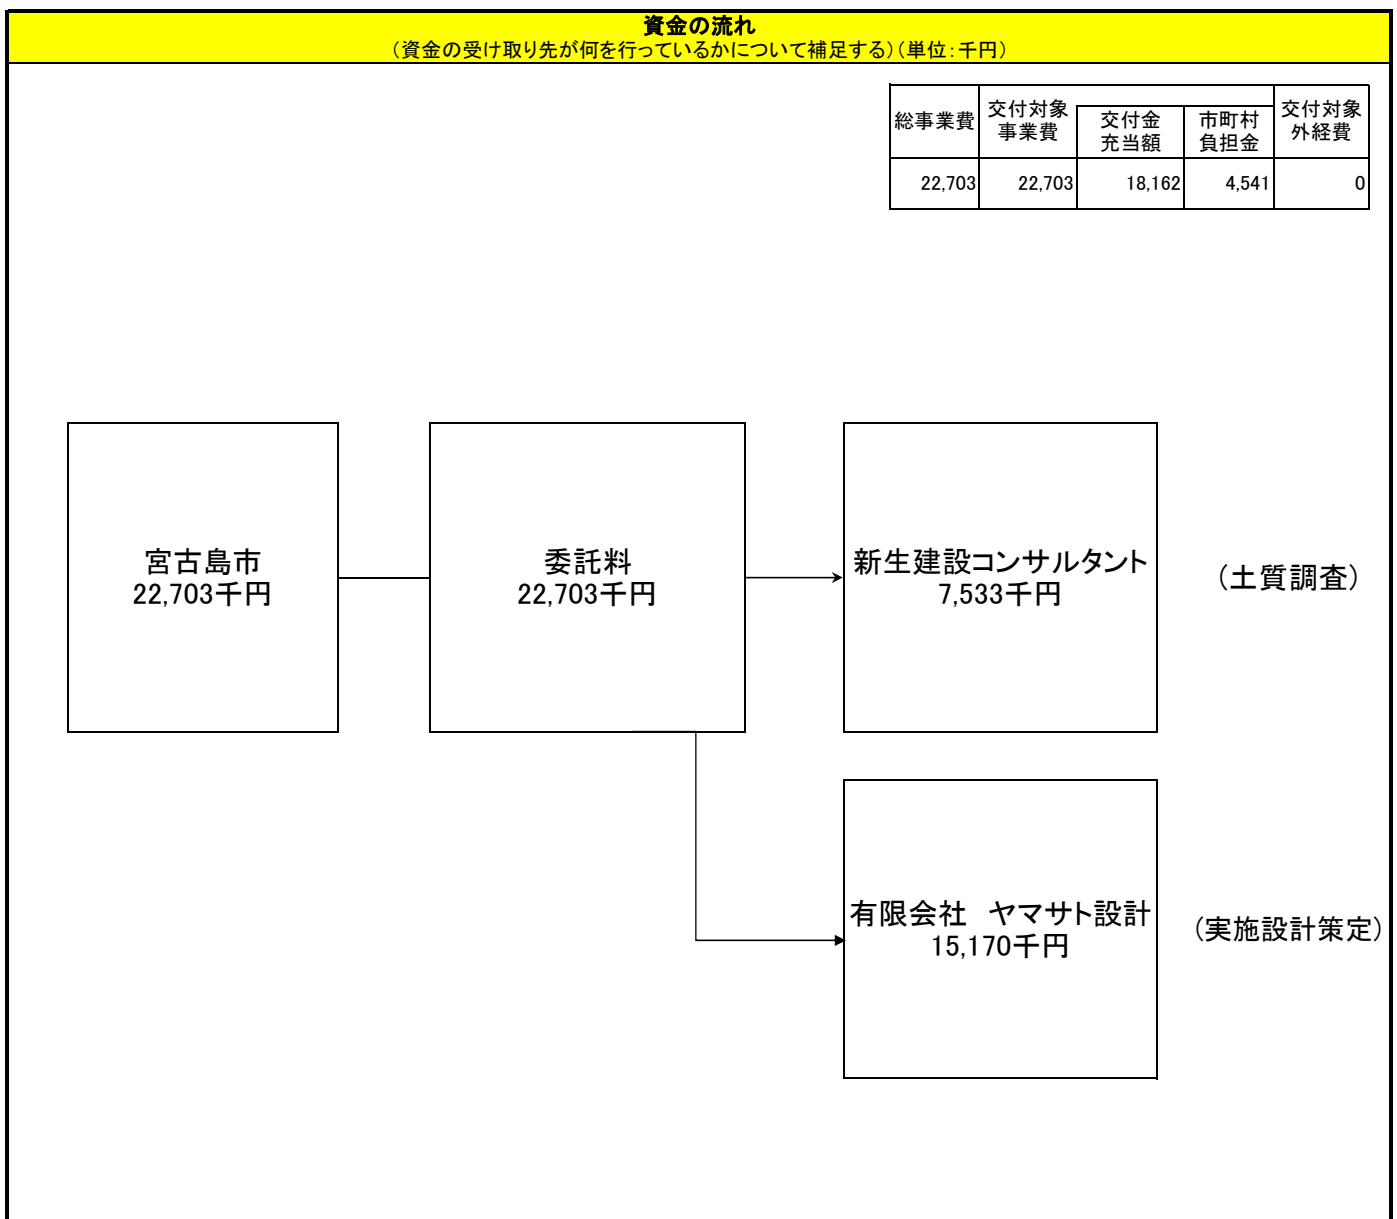 資金の流れ
（資金の受け取り先が何を行っているかについて補足する）（単位：千円）
総事業費
交付対象
事業費
交付金
充当額
市町村
負担金
交付対象
外経費
22,703
22,703
18,162
4,541
0
宮古島市
22,703千円
委託料
22,703千円
新生建設コンサルタント
7,533千円
（土質調査）
有限会社　ヤマサト設計
15,170千円
（実施設計策定）